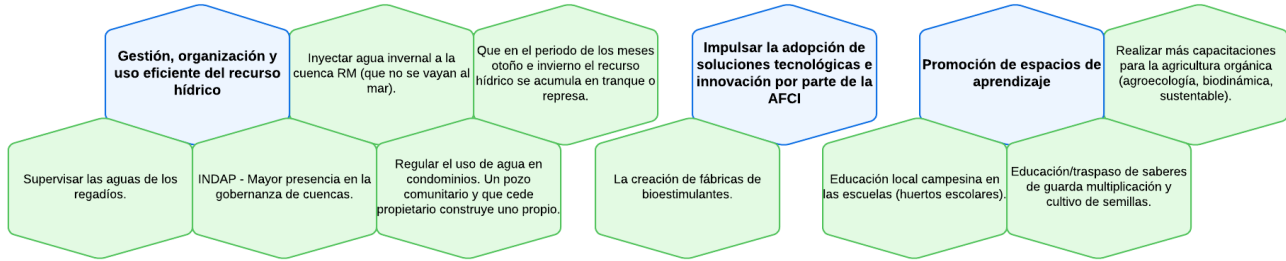 Gestión, organización y
uso eficiente del recurso
hídrico
Inyectar agua invernal a la
cuenca RM (que no se vayan al
mar).
Que en el periodo de los meses
otoño e invierno el recurso
hídrico se acumula en tranque o
represa.
Supervisar las aguas de los
regadíos.
INDAP - Mayor presencia en la
gobernanza de cuencas.
Regular el uso de agua en
condominios. Un pozo
comunitario y que cede
propietario construye uno propio.
Impulsar la adopción de
soluciones tecnológicas e
innovación por parte de la
AFCI
La creación de fábricas de
bioestimulantes.
Promoción de espacios de
aprendizaje
Realizar más capacitaciones
para la agricultura orgánica
(agroecología, biodinámica,
sustentable).
Educación local campesina en
las escuelas (huertos escolares).
Educación/traspaso de saberes
de guarda multiplicación y
cultivo de semillas.